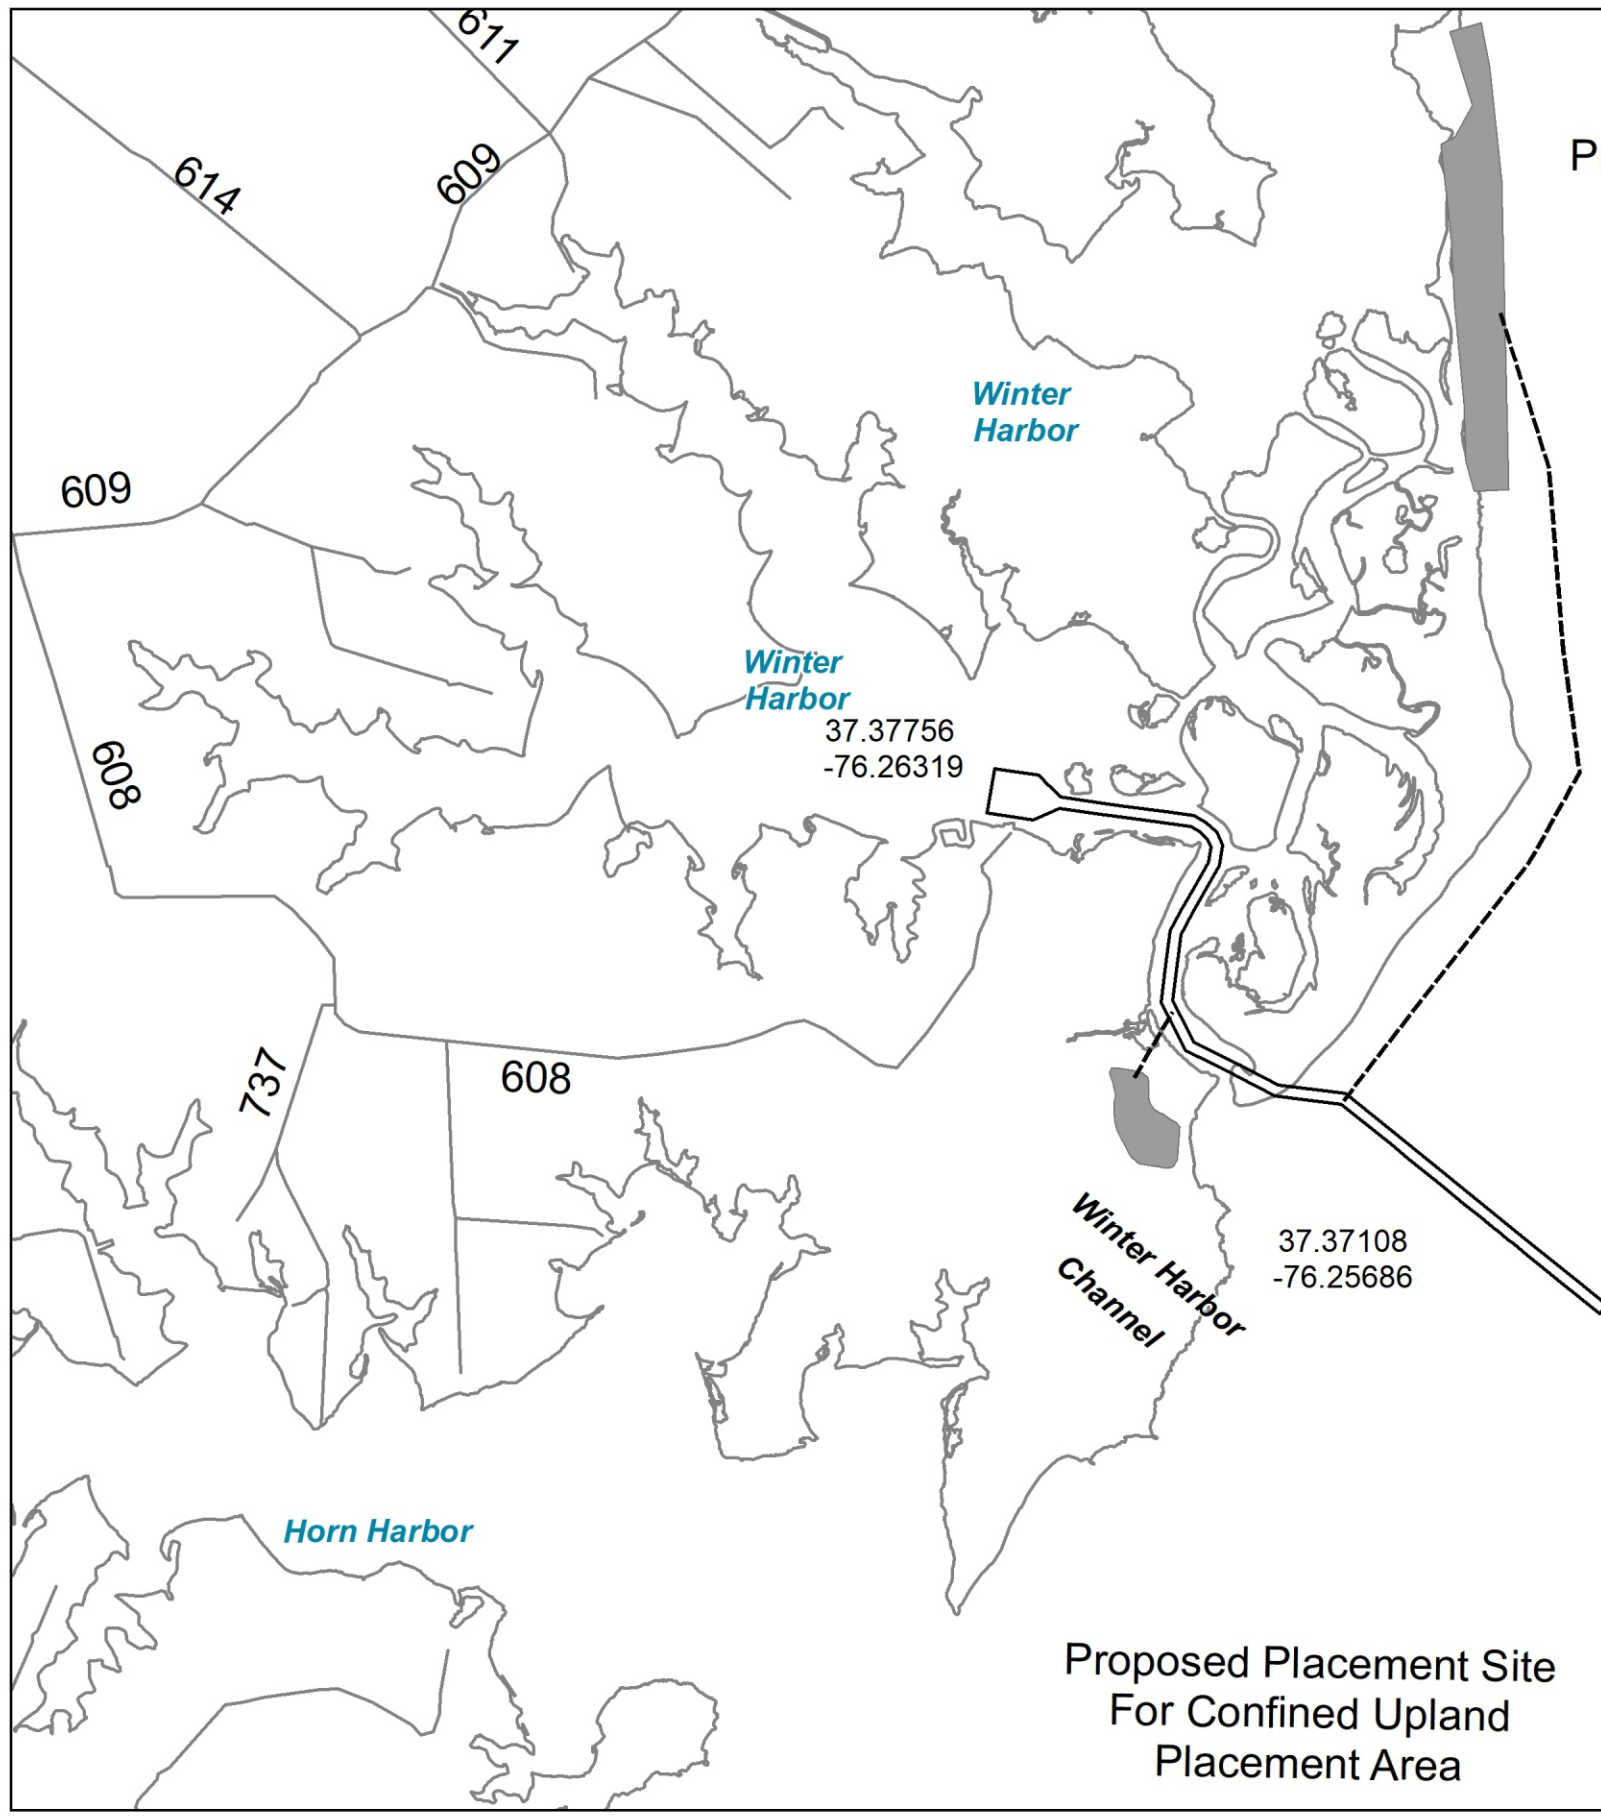 611
614
609
P
Winter
Harbor
609
Winter
Harbor
37.37756
-76.26319
608
737
608
Winter Harbor
Channel
37.37108
-76.25686
Horn Harbor
Proposed Placement Site
For Confined Upland
Placement Area